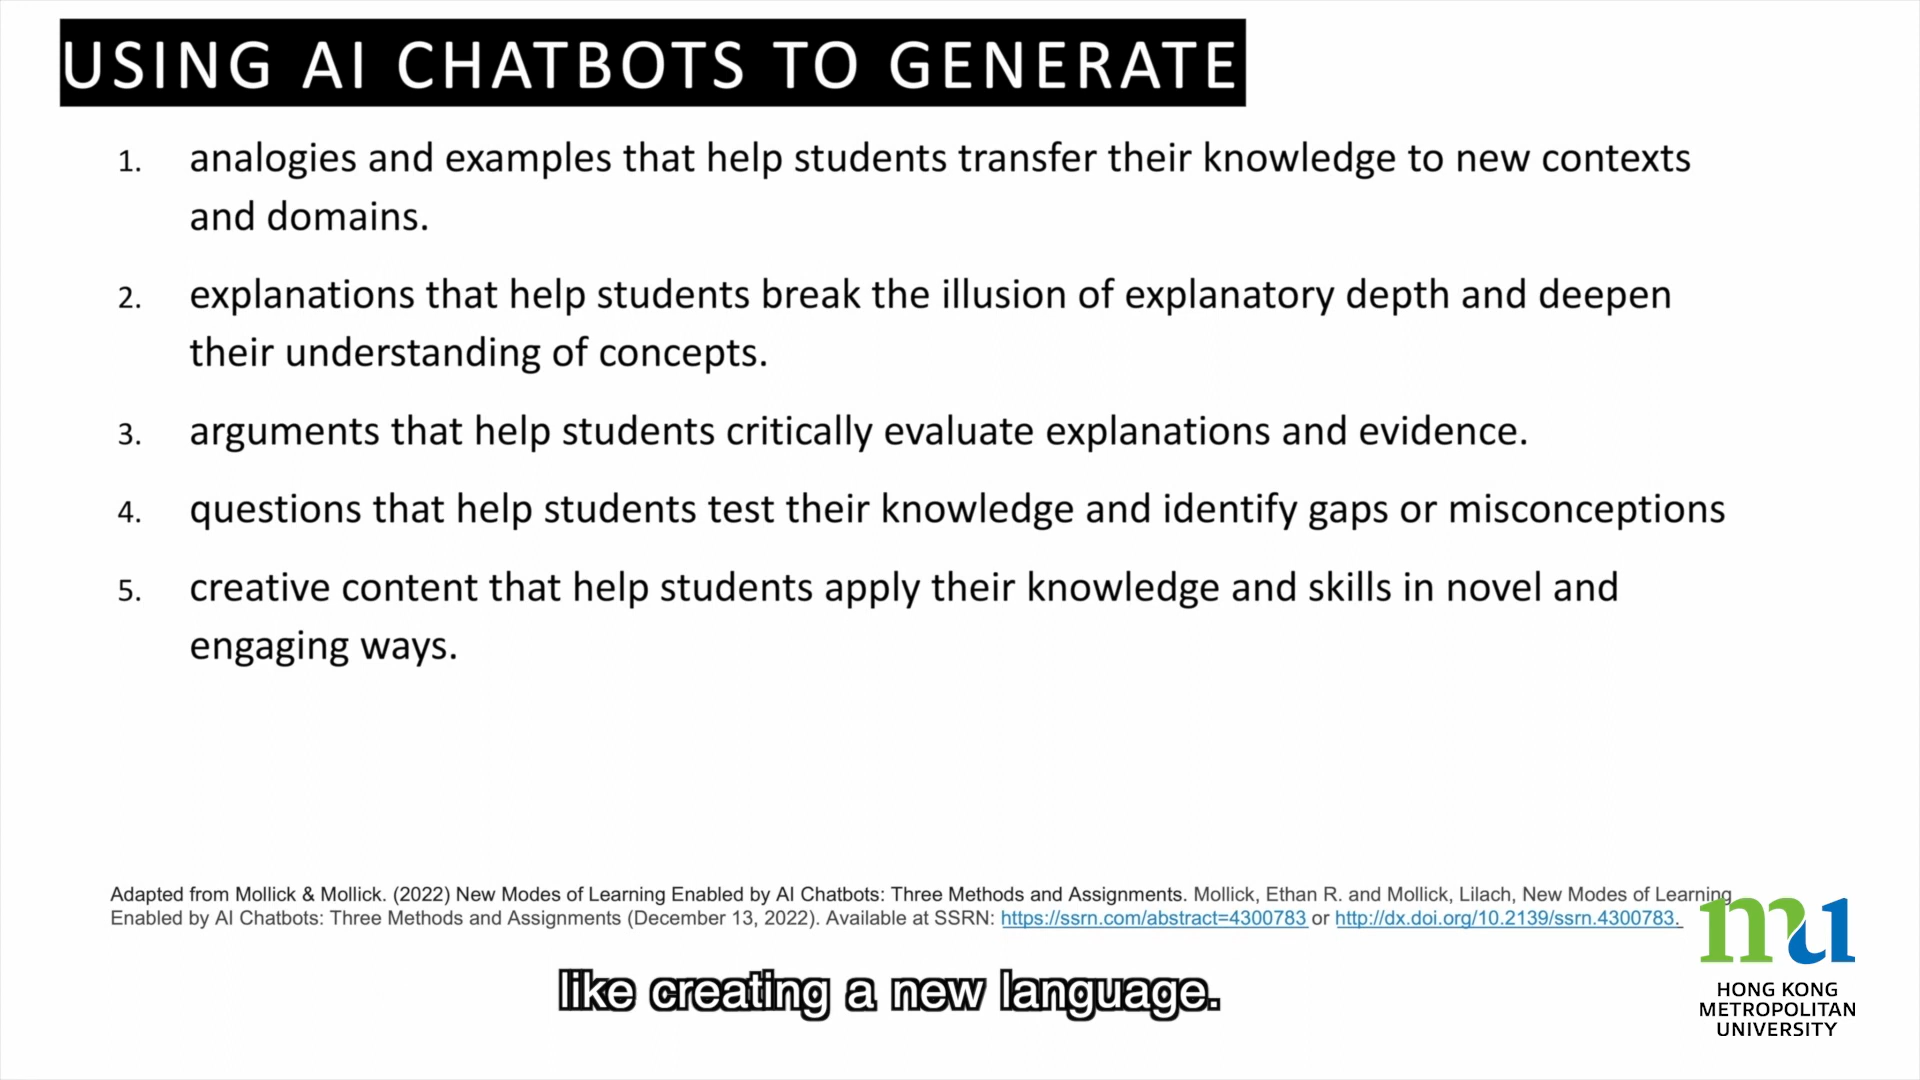 USING AI CHATBOTS TO GENERATE
1. analogies and examples that help students transfer their knowledge to new contexts
and domains.
2. explanations that help students break the illusion of explanatory depth and deepen
their understanding of concepts.
3. arguments that help students critically evaluate explanations and evidence.
4. questions that help students test their knowledge and identify gaps or misconceptions
5. creative content that help students apply their knowledge and skills in novel and
engaging ways.
Adapted from Mollick & Mollick. (2022) New Modes of Learning Enabled by AI Chatbots: Three Methods and Assignments. Mollick, Ethan R. and Mollick, Lilach, New Modes of Learning
Enabled by AI Chatbots: Three Methods and Assignments (December 13, 2022). Available at SSRN: https://ssrn.com/abstract=4300783 or http://dx.doi.org/10.2139/ssrn.4300783.
like creating a new language.
mu
HONG KONG
METROPOLITAN
UNIVERSITY